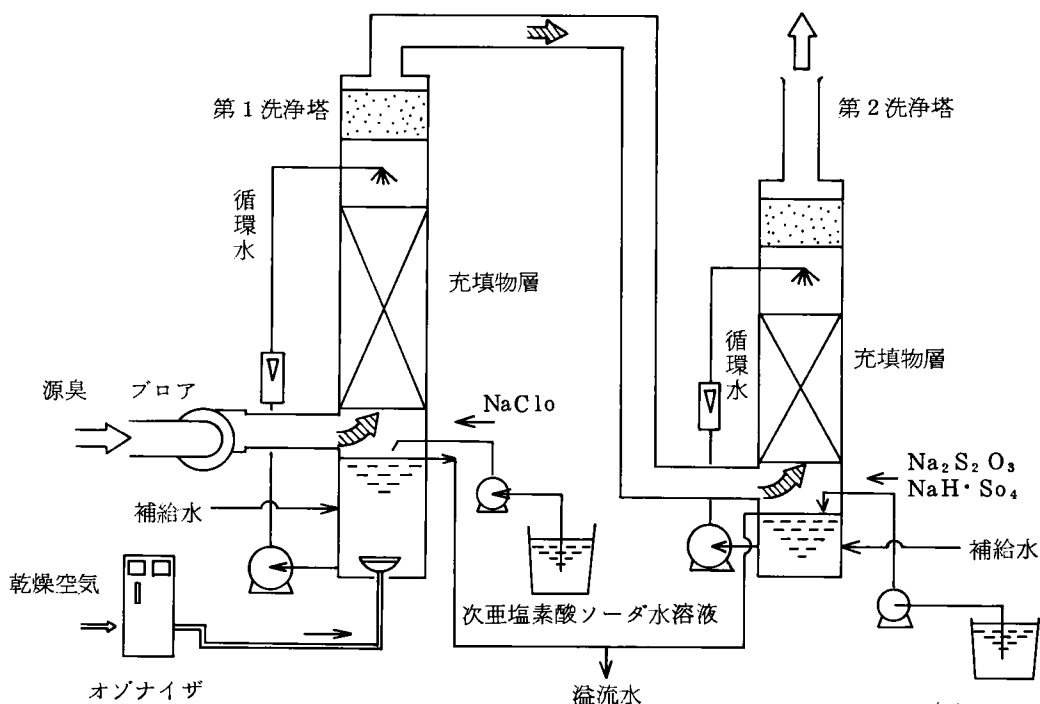 第1洗浄塔
第2洗浄塔
循環水
充填物層
循環水
充填物層
源臭
ブロア
NaClo
Na₂S₂O₃
NaH・So₄
補給水
補給水
乾燥空気
次亜塩素酸ソーダ水溶液
オゾナイザ
溢流水